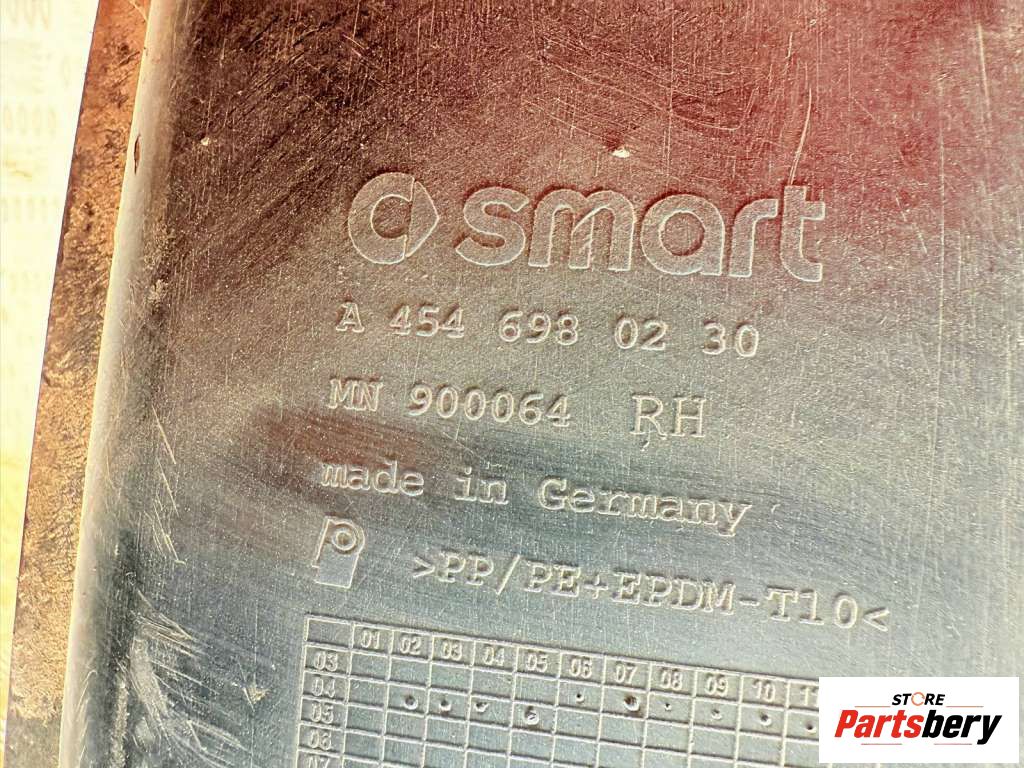 smart
A 454 698 02 30
MN 900064 RH
made in Germany
>PP/PE+EPDM-T10<
01 02 03 04 05 06 07 08 09 10
03
04
05
06
07
STORE
Partsbery